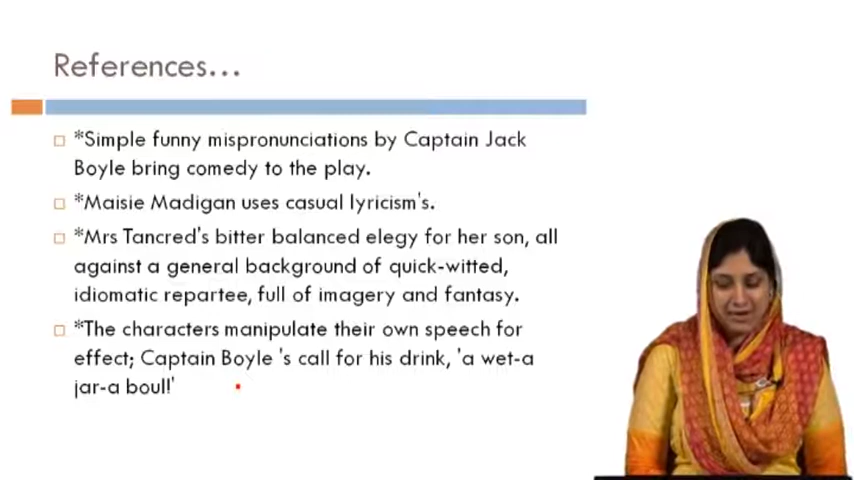 References...
*Simple funny mispronunciations by Captain Jack
Boyle bring comedy to the play.
*Maisie Madigan uses casual lyricism's.
*Mrs Tancred's bitter balanced elegy for her son, all
against a general background of quick-witted,
idiomatic repartee, full of imagery and fantasy.
*The characters manipulate their own speech for
effect; Captain Boyle 's call for his drink, 'a wet-a
jar-a boul!'